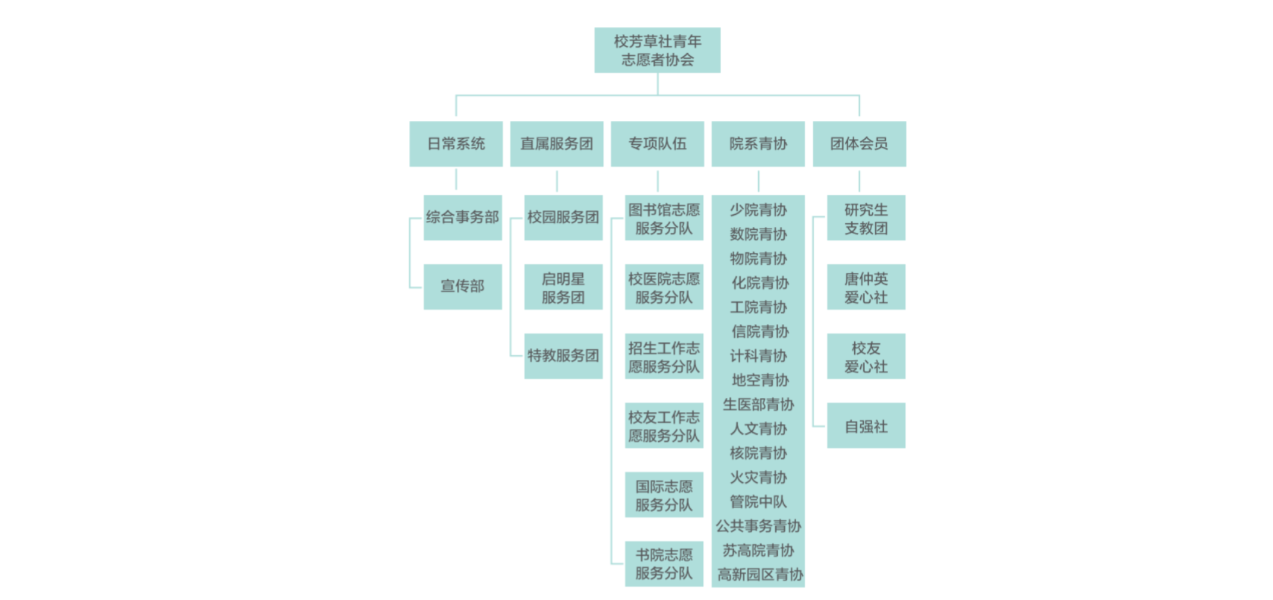 校芳草社青年
志愿者协会
日常系统
直属服务团
专项队伍
院系青协
团体会员
综合事务部
宣传部
校园服务团
启明星
服务团
特教服务团
图书馆志愿
服务分队
校医院志愿
服务分队
招生工作志
愿服务分队
校友工作志
愿服务分队
国际志愿
服务分队
书院志愿
服务分队
少院青协
数院青协
物院青协
化院青协
工院青协
信院青协
计科青协
地空青协
生医部青协
人文青协
核院青协
火灾青协
管院中队
公共事务青协
苏高院青协
高新园区青协
研究生
支教团
唐仲英
爱心社
校友
爱心社
自强社